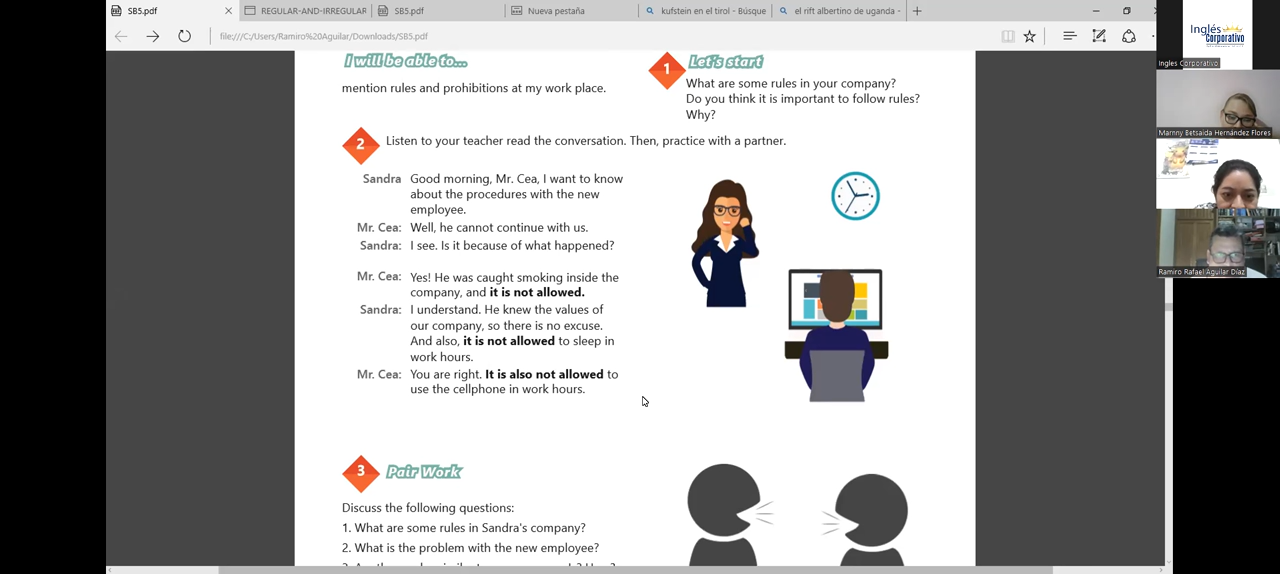 SB5.pdf
REGULAR-AND-IRREGULAR
SB5.pdf
Nueva pestaña
kufstein en el tirol - Búsque
el rift albertino de uganda -
file:///C:/Users/Ramiro%20Aguilar/Downloads/SB5.pdf
I will be able to...
mention rules and prohibitions at my work place.
1
Let's start
What are some rules in your company?
Do you think it is important to follow rules?
Why?
2
Listen to your teacher read the conversation. Then, practice with a partner.
Sandra Good morning, Mr. Cea, I want to know
about the procedures with the new
employee.
Mr. Cea: Well, he cannot continue with us.
Sandra: I see. Is it because of what happened?
Mr. Cea: Yes! He was caught smoking inside the
company, and it is not allowed.
Sandra: I understand. He knew the values of
our company, so there is no excuse.
And also, it is not allowed to sleep in
work hours.
Mr. Cea: You are right. It is also not allowed to
use the cellphone in work hours.
3
Pair Work
Discuss the following questions:
1. What are some rules in Sandra's company?
2. What is the problem with the new employee?
Inglés
Corporativo
Ingles Corporativo
Marnny Betsaida Hernández Flores
Ramiro Rafael Aguilar Díaz